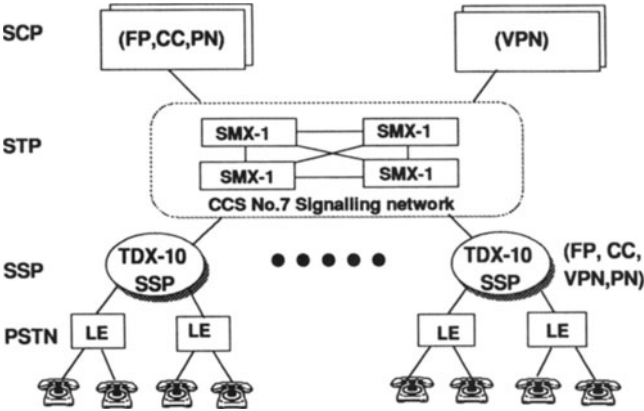 SCP
(FP,CC,PN)
(VPN)
STP
SMX-1
SMX-1
SMX-1
SMX-1
CCS No.7 Signalling network
SSP
TDX-10
SSP
TDX-10
SSP
(FP, CC,
VPN,PN)
PSTN
LE
LE
LE
LE